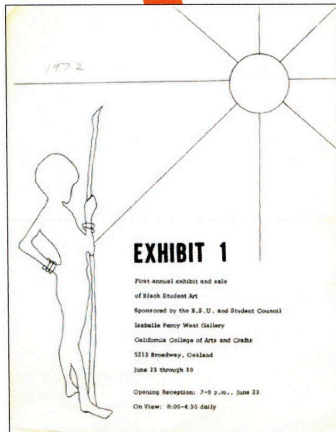 1972
EXHIBIT 1
First annual exhibit and sale
of Black Student Art
Sponsored by the B.S.U. and Student Council
Isabelle Percy West Gallery
California College of Arts and Crafts
5212 Broadway, Oakland
June 23 through 30
Opening Reception: 7-9 p.m., June 23
On View: 8:00-4:30 daily